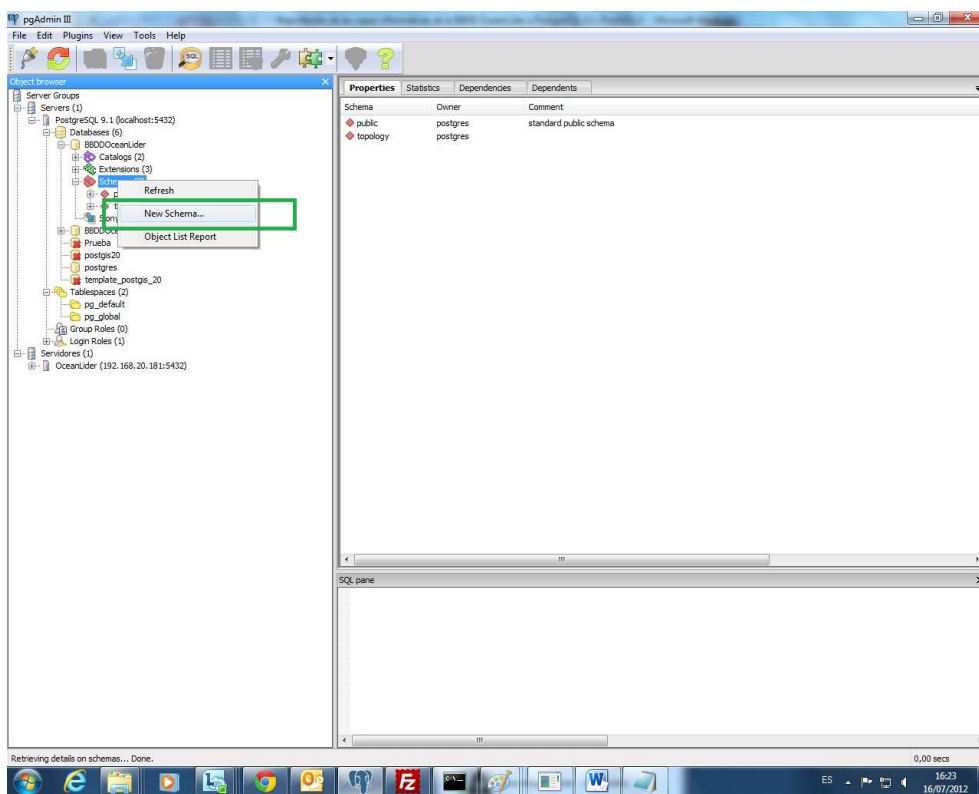 pgAdmin III
File Edit Plugins View Tools Help
SQL
Object browser
Server Groups
Servers (1)
PostgreSQL 9.1 (localhost:5432)
Databases (6)
BBDDOceanLider
Catalogs (2)
Extensions (3)
Refresh
New Schema...
Object List Report
Prueba
postgis20
postgres
template_postgis_20
Tablespaces (2)
pg_default
pg_global
Group Roles (0)
Login Roles (1)
Servidores (1)
OceanLider (192.168.20.181:5432)
Properties Statistics Dependencies Dependents
Schema Owner Comment
public postgres standard public schema
topology postgres
SQL pane
Retrieving details on schemas... Done.
0,00 secs
ES
16:23
16/07/2012